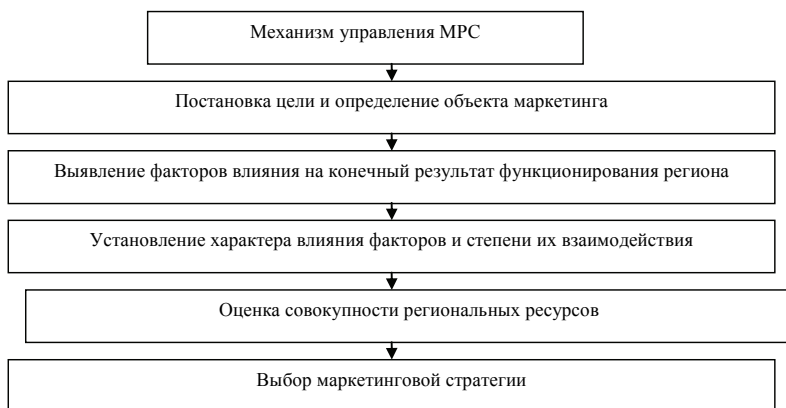 Механизм управления МРС
Постановка цели и определение объекта маркетинга
Выявление факторов влияния на конечный результат функционирования региона
Установление характера влияния факторов и степени их взаимодействия
Оценка совокупности региональных ресурсов
Выбор маркетинговой стратегии